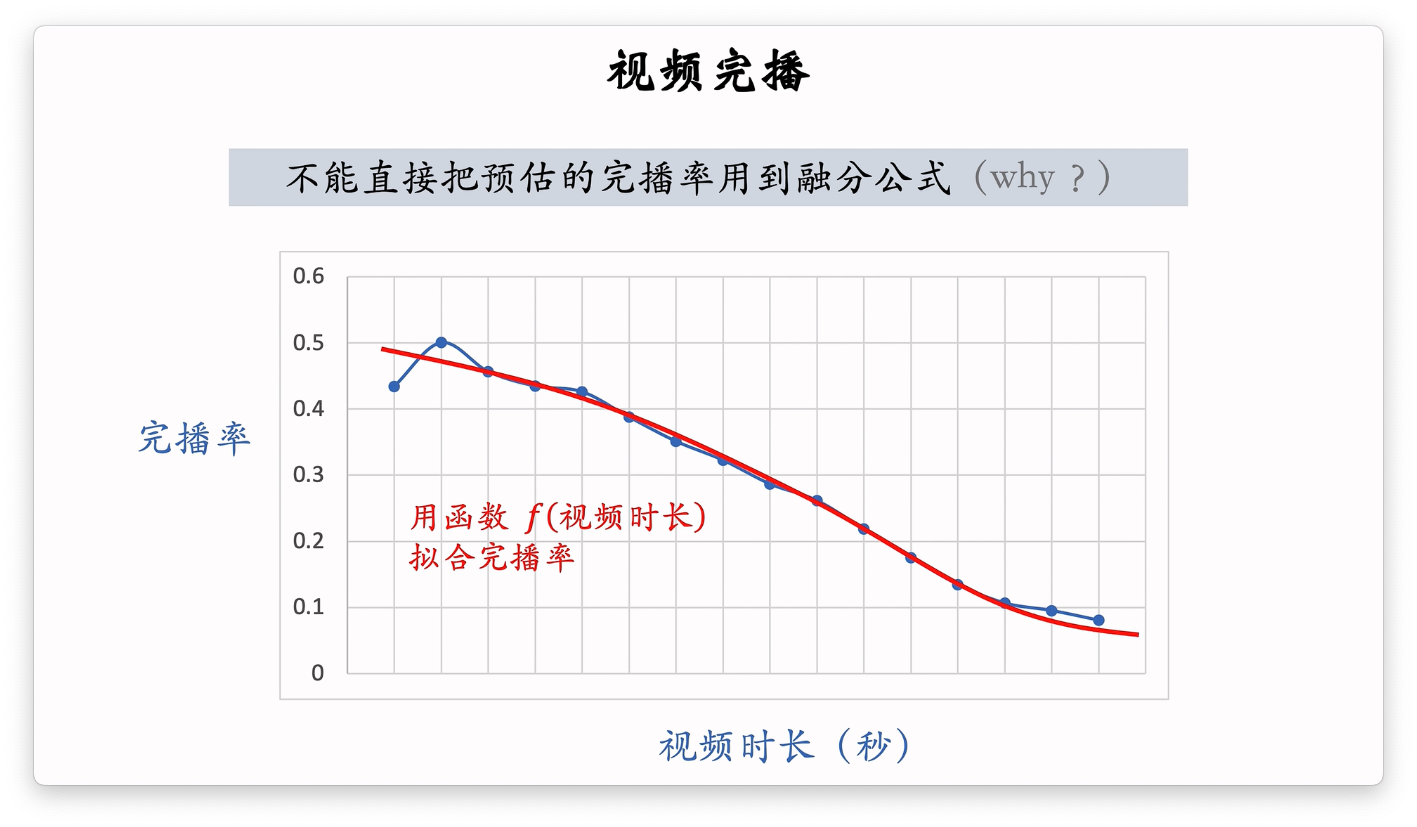 视频完播
不能直接把预估的完播率用到融分公式（why？）
0.6
0.5
0.4
0.3
0.2
0.1
0
完播率
用函数 f(视频时长)
拟合完播率
视频时长（秒）